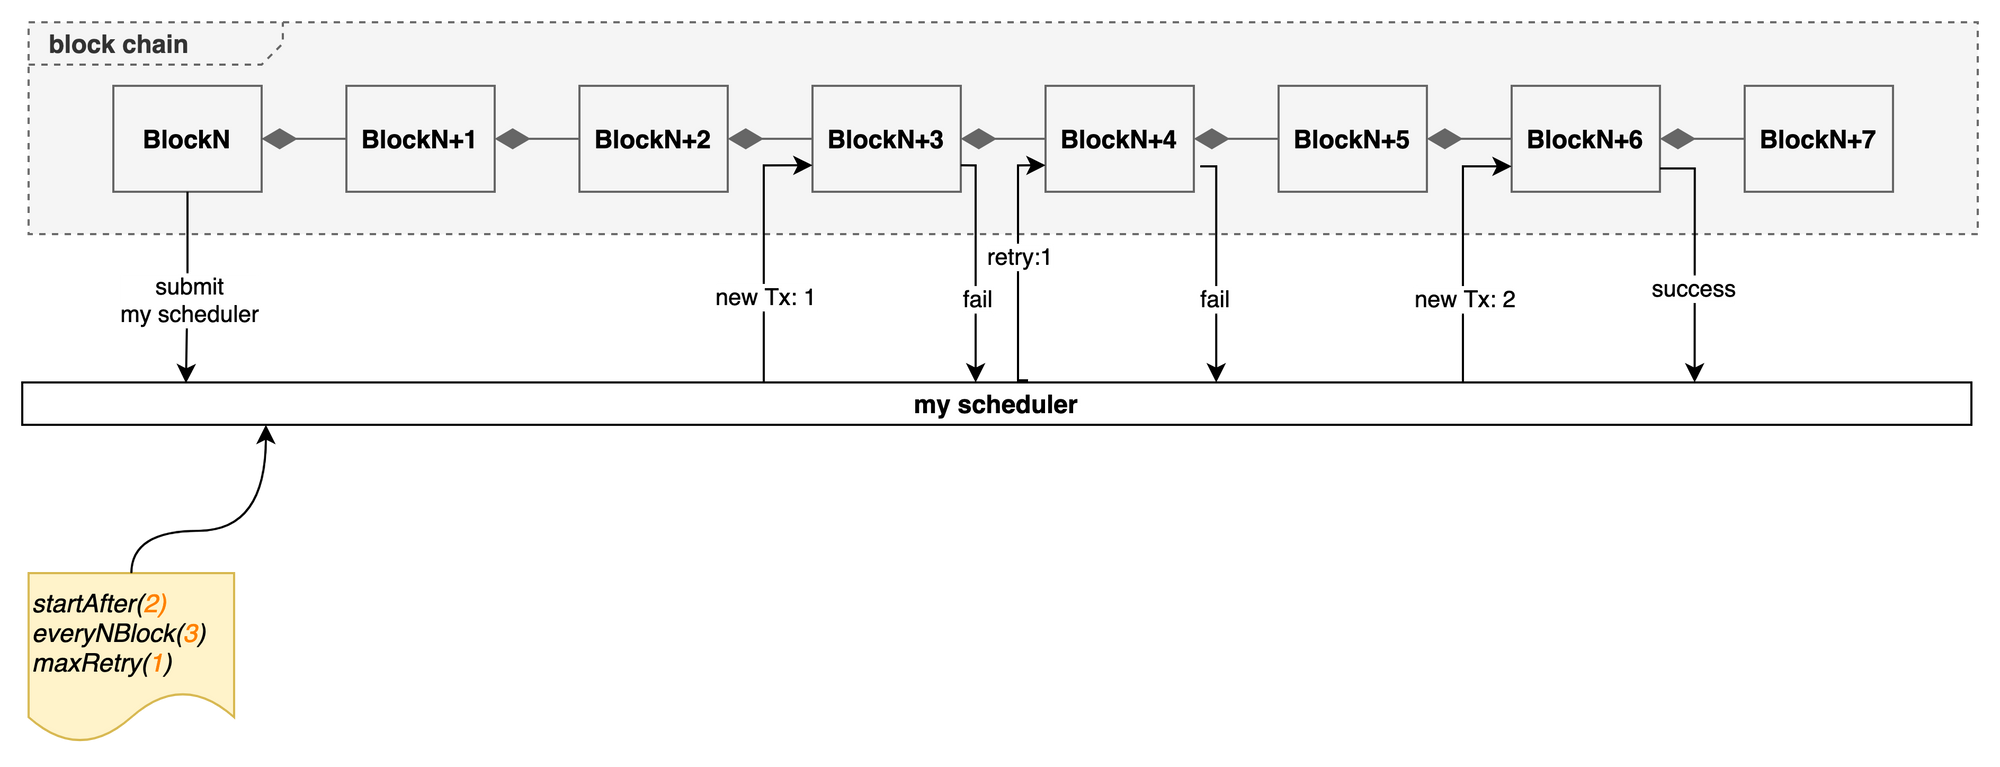 block chain
BlockN
BlockN+1
BlockN+2
BlockN+3
BlockN+4
BlockN+5
BlockN+6
BlockN+7
submit
my scheduler
new Tx: 1
fail
retry:1
fail
new Tx: 2
success
my scheduler
startAfter(2)
everyNBlock(3)
maxRetry(1)